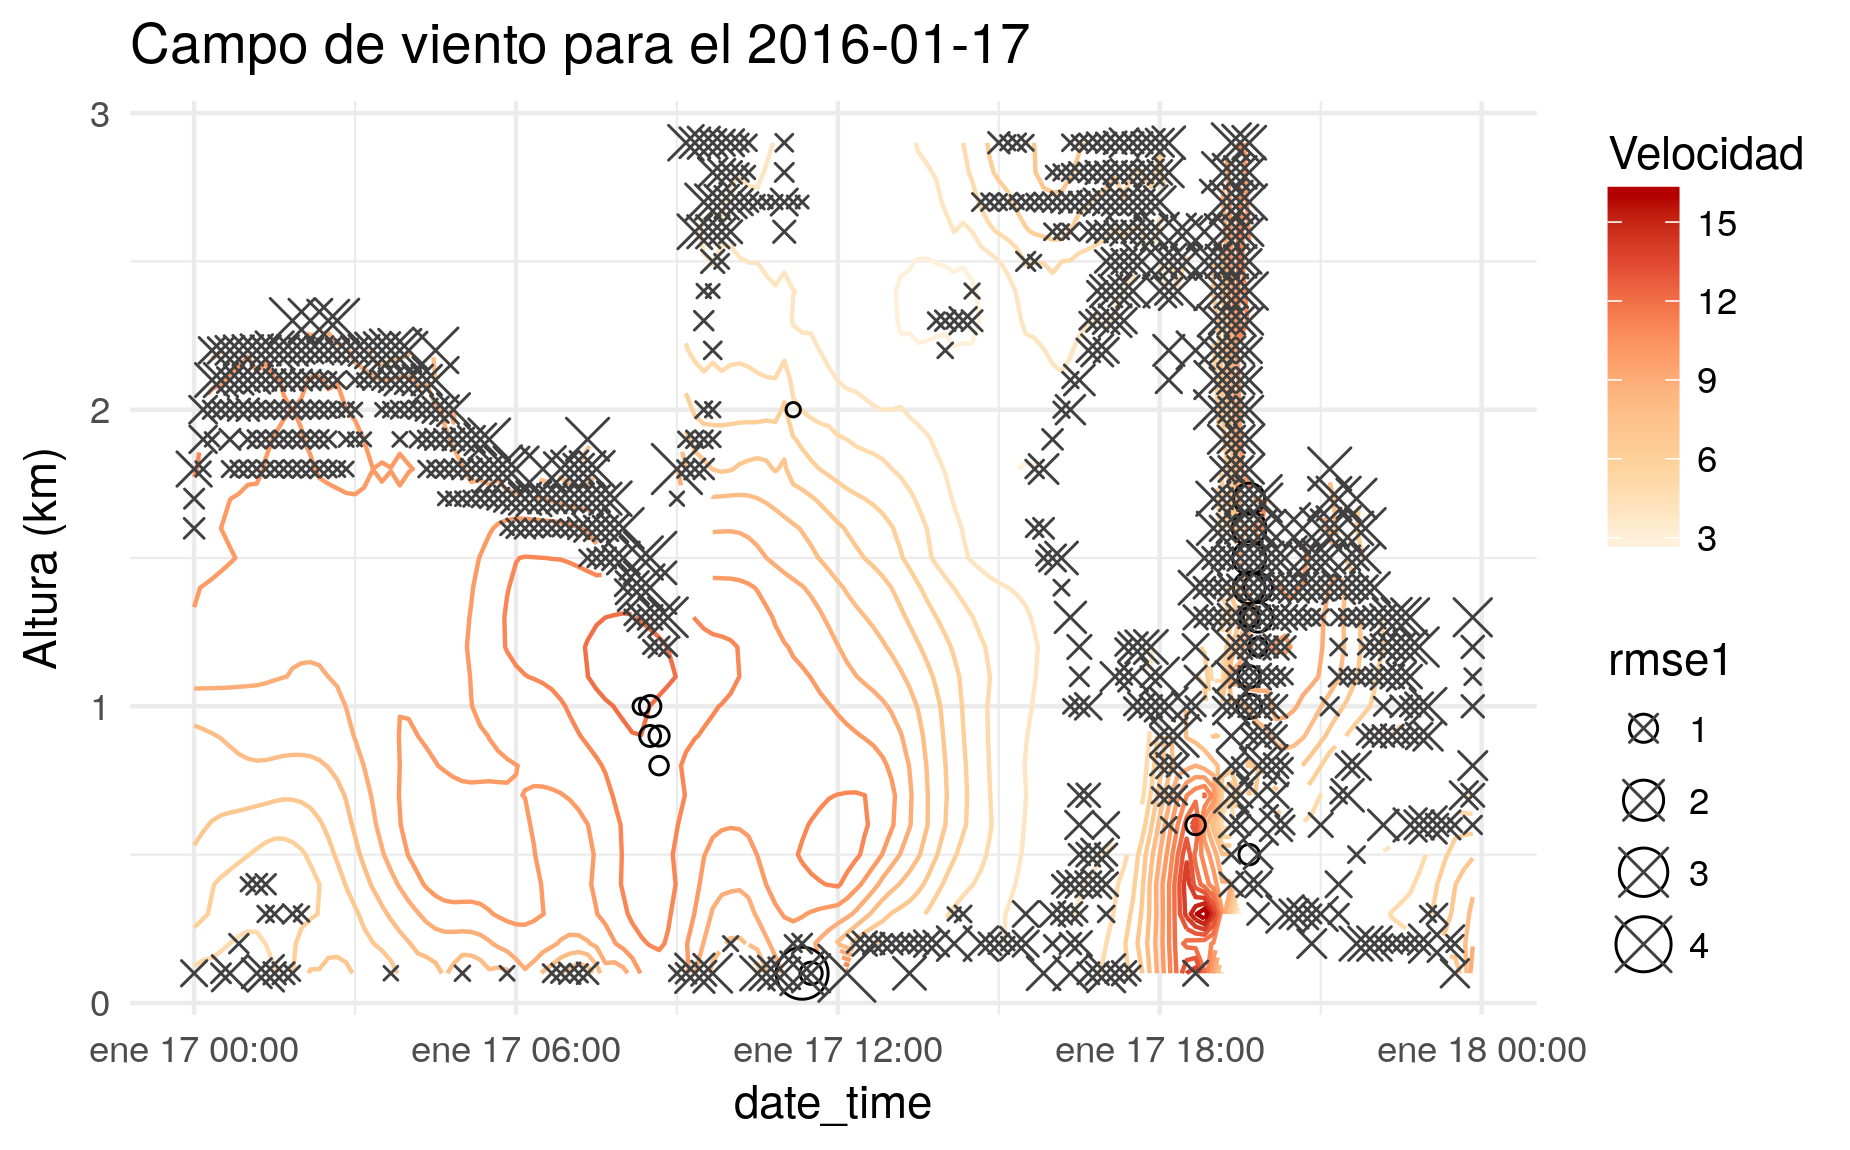 Campo de viento para el 2016-01-17
3
2
1
0
Altura (km)
ene 17 00:00
ene 17 06:00
ene 17 12:00
ene 17 18:00
ene 18 00:00
date_time
Velocidad
15
12
9
6
3
rmse1
1
2
3
4